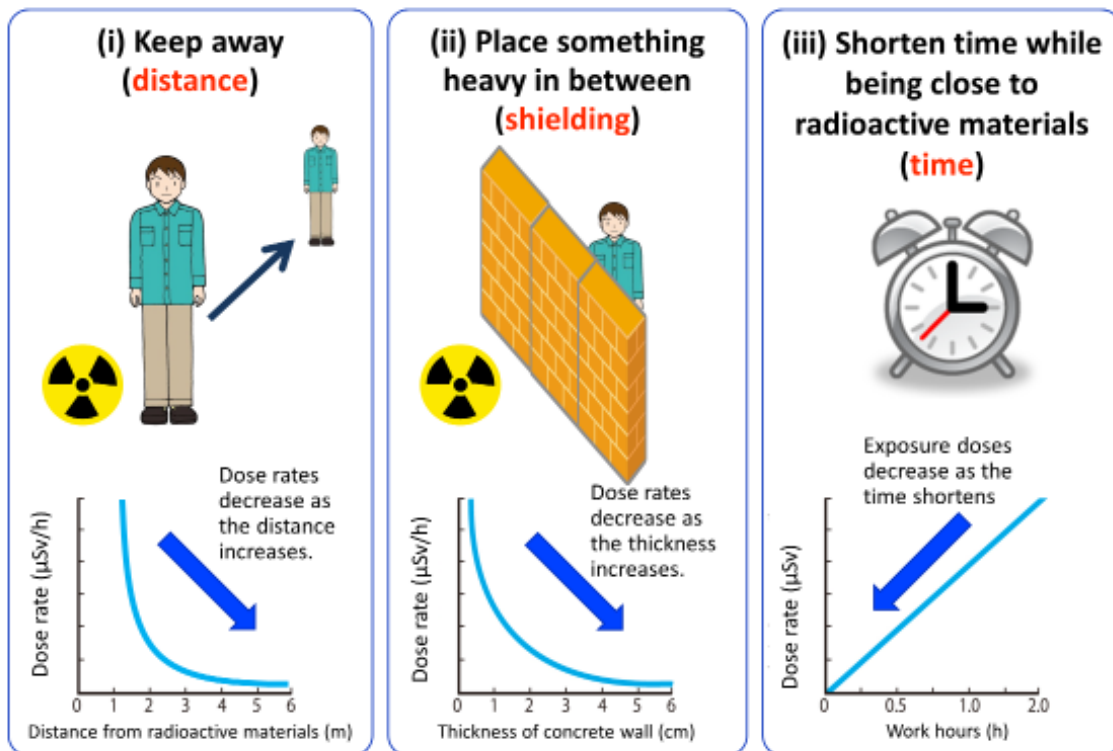 (i) Keep away
(distance)
Dose rates
decrease as
the distance
increases.
Dose rate (μSv/h)
0 1 2 3 4 5 6
Distance from radioactive materials (m)
(ii) Place something
heavy in between
(shielding)
Dose rates
decrease as
the thickness
increases.
Dose rate (μSv/h)
0 1 2 3 4 5 6
Thickness of concrete wall (cm)
(iii) Shorten time while
being close to
radioactive materials
(time)
Exposure doses
decrease as the
time shortens
Dose rate (μSv)
0 0.5 1.0 2.0
Work hours (h)